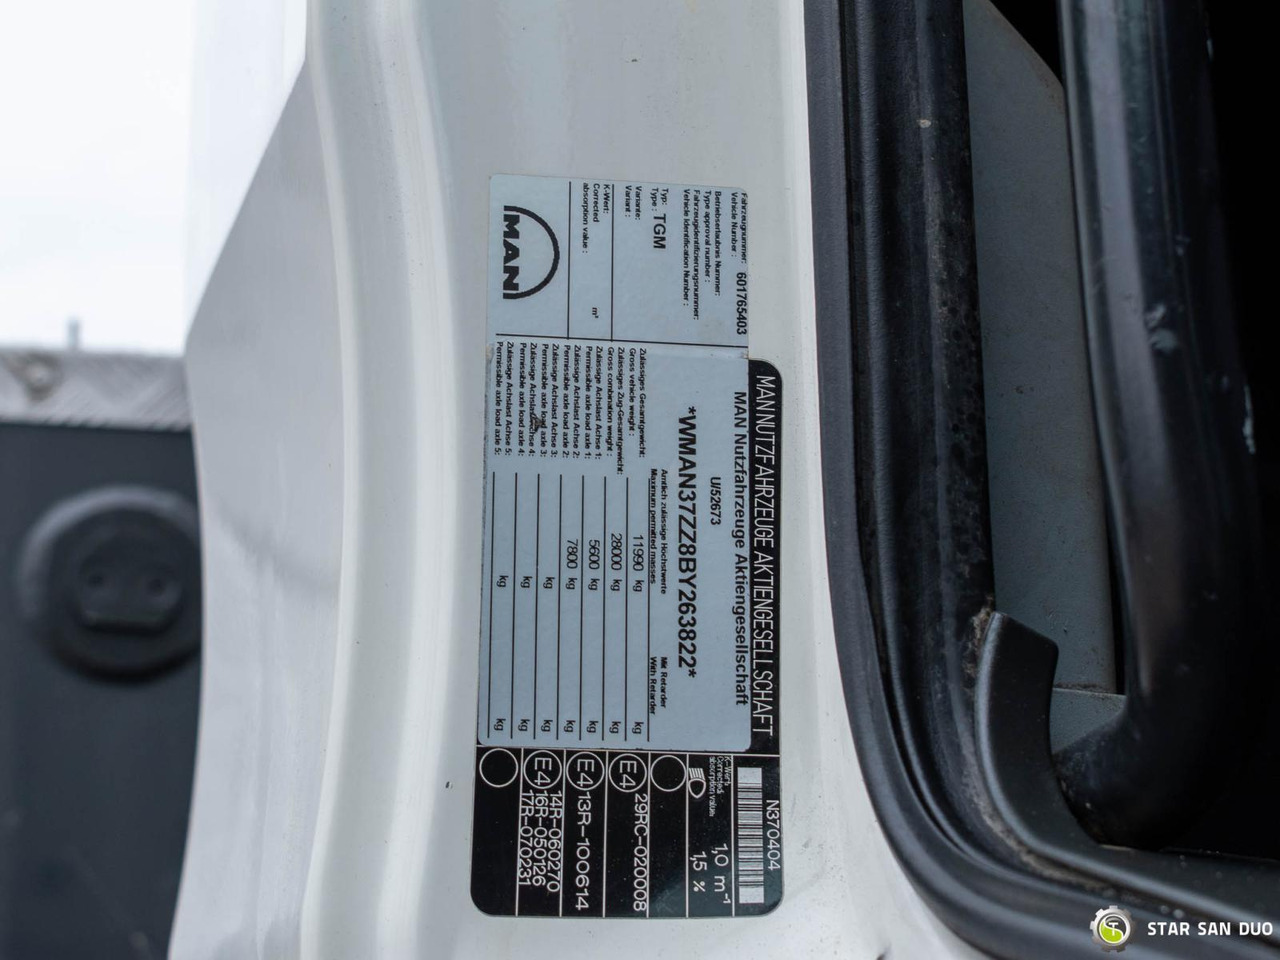 MAN NUTZFAHRZEUGE AKTIENGESELLSCHAFT
MAN Nutzfahrzeuge Aktiengesellschaft
Fahrzeugnummer:
Vehicle Number : 601765403
Betriebserlaubnis Nummer:
Type approval number :
U/52673
Fahrzeugidentifizierungsnummer:
Vehicle Identification Number :
*WMAN37ZZ8BY263822*
Typ:
Type : TGM
Variante:
Variant :
K-Wert:
Corrected
absorption value :
m³
MAN
Amtlich zulässige Höchstwerte
Maximum permitted masses
Mit Retarder
With Retarder
Zulässiges Gesamtgewicht:
Gross vehicle weight : 11990 kg kg
Zulässiges Zug-Gesamtgewicht:
Gross combination weight : 28000 kg kg
Zulässige Achslast Achse 1:
Permissible axle load axle 1: 5600 kg kg
Zulässige Achslast Achse 2:
Permissible axle load axle 2: 7800 kg kg
Zulässige Achslast Achse 3:
Permissible axle load axle 3: kg kg
Zulässige Achslast Achse 4:
Permissible axle load axle 4: kg
Zulässige Achslast Achse 5:
Permissible axle load axle 5: kg kg
N370404
K-Wert:
Corrected
absorption value:
1,0 m⁻¹
1,5 %
E4 29RC-020008
E4 13R-100614
E4 14R-060270
16R-050126
17R-070231
STAR SAN DUO